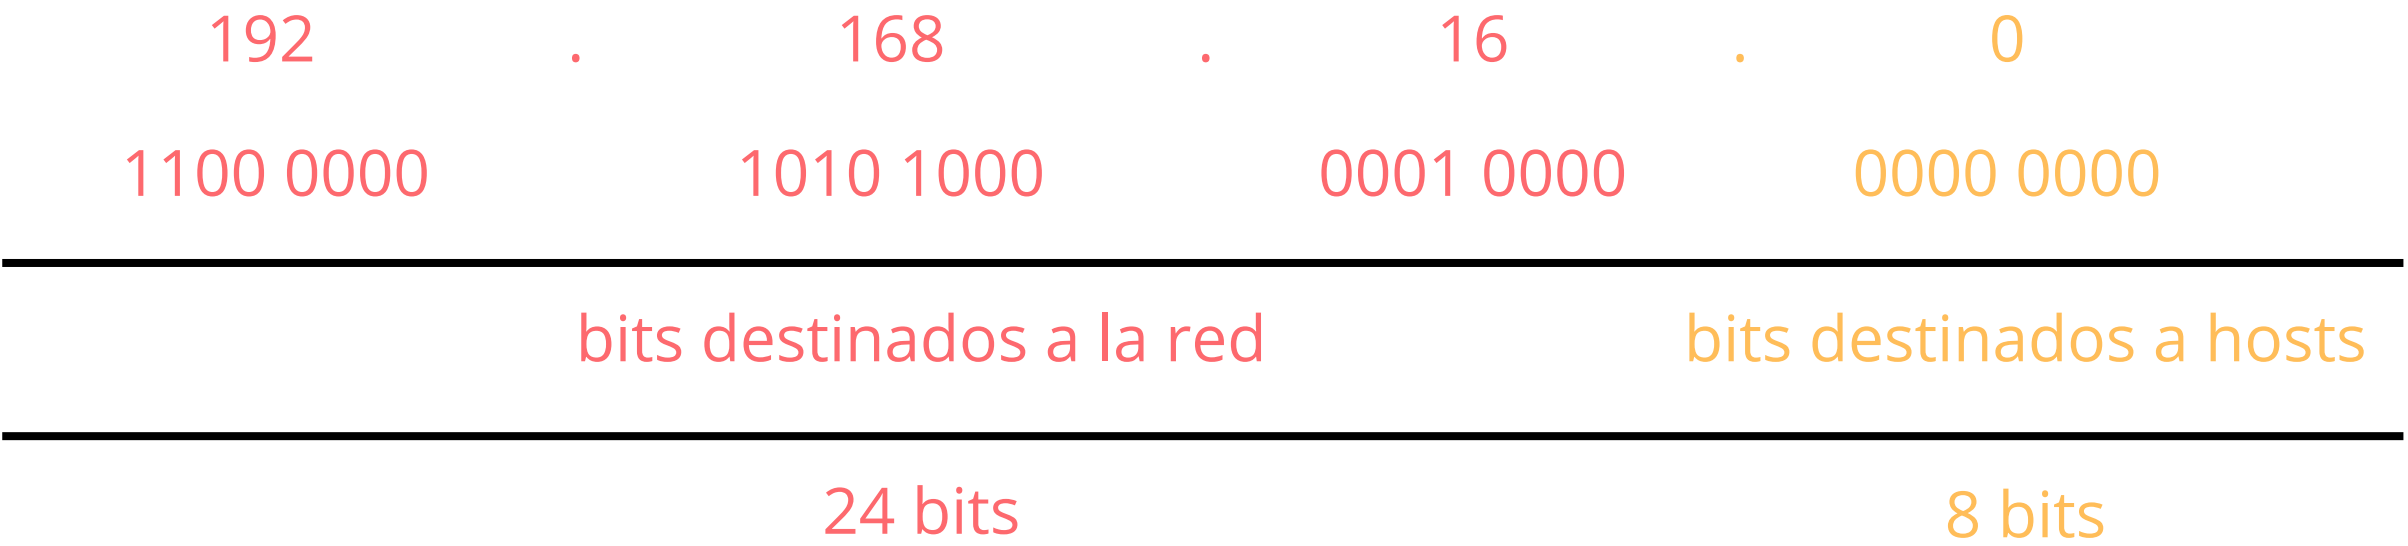 192 . 168 . 16 . 0
1100 0000 1010 1000 0001 0000 0000 0000
bits destinados a la red bits destinados a hosts
24 bits 8 bits